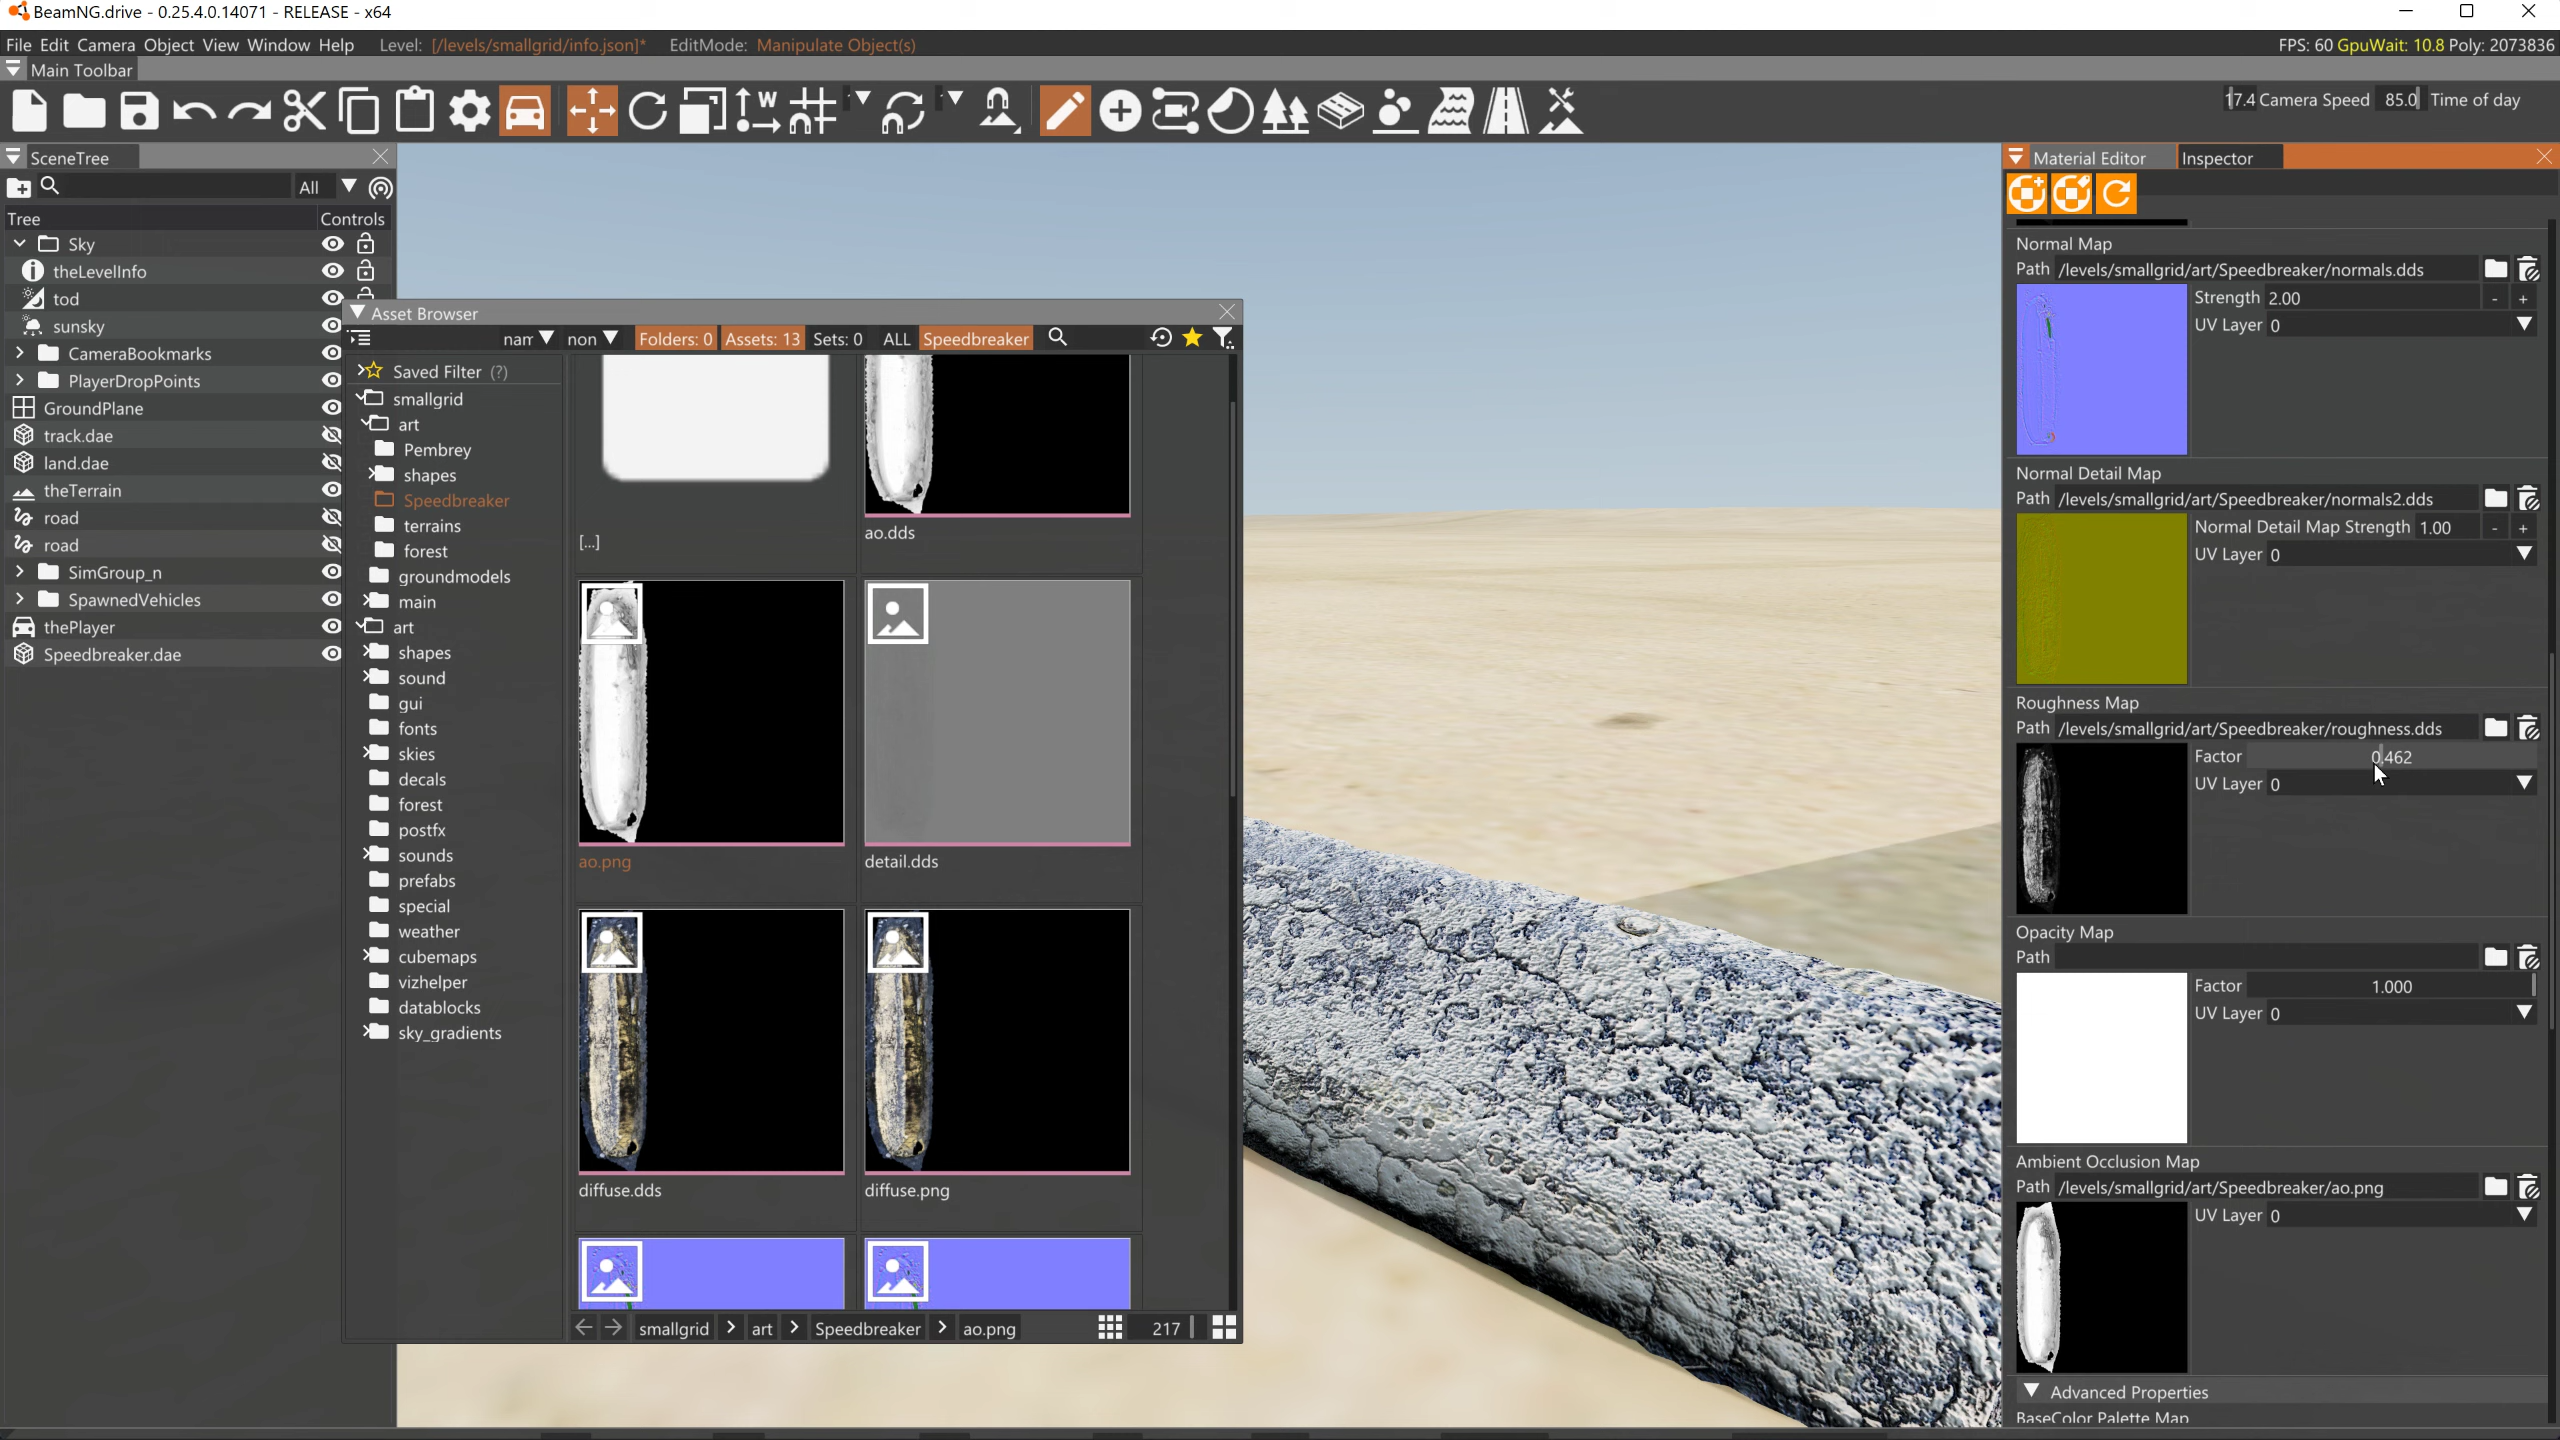 BeamNG.drive - 0.25.4.0.14071 - RELEASE - x64
File Edit Camera Object View Window Help Level: [/levels/smallgrid/info.json]* EditMode: Manipulate Object(s)
FPS: 60 GpuWait: 10.8 Poly: 2073836
Main Toolbar
17.4 Camera Speed 85.0 Time of day
SceneTree
All
Tree Controls
Sky
theLevelInfo
tod
sunsky
CameraBookmarks
PlayerDropPoints
GroundPlane
track.dae
land.dae
theTerrain
road
road
SimGroup_n
SpawnedVehicles
thePlayer
Speedbreaker.dae
Asset Browser
nam non Folders: 0 Assets: 13 Sets: 0 ALL Speedbreaker
Saved Filter (?)
smallgrid
art
Pembrey
shapes
Speedbreaker
terrains
forest
groundmodels
main
art
shapes
sound
gui
fonts
skies
decals
forest
postfx
sounds
prefabs
special
weather
cubemaps
vizhelper
datablocks
sky_gradients
[...]
ao.dds
ao.png
detail.dds
diffuse.dds
diffuse.png
smallgrid > art > Speedbreaker > ao.png
217
Material Editor Inspector
Normal Map
Path /levels/smallgrid/art/Speedbreaker/normals.dds
Strength 2.00 - +
UV Layer 0
Normal Detail Map
Path /levels/smallgrid/art/Speedbreaker/normals2.dds
Normal Detail Map Strength 1.00 - +
UV Layer 0
Roughness Map
Path /levels/smallgrid/art/Speedbreaker/roughness.dds
Factor 0.462
UV Layer 0
Opacity Map
Path
Factor 1.000
UV Layer 0
Ambient Occlusion Map
Path /levels/smallgrid/art/Speedbreaker/ao.png
UV Layer 0
Advanced Properties
BaseColor Palette Map